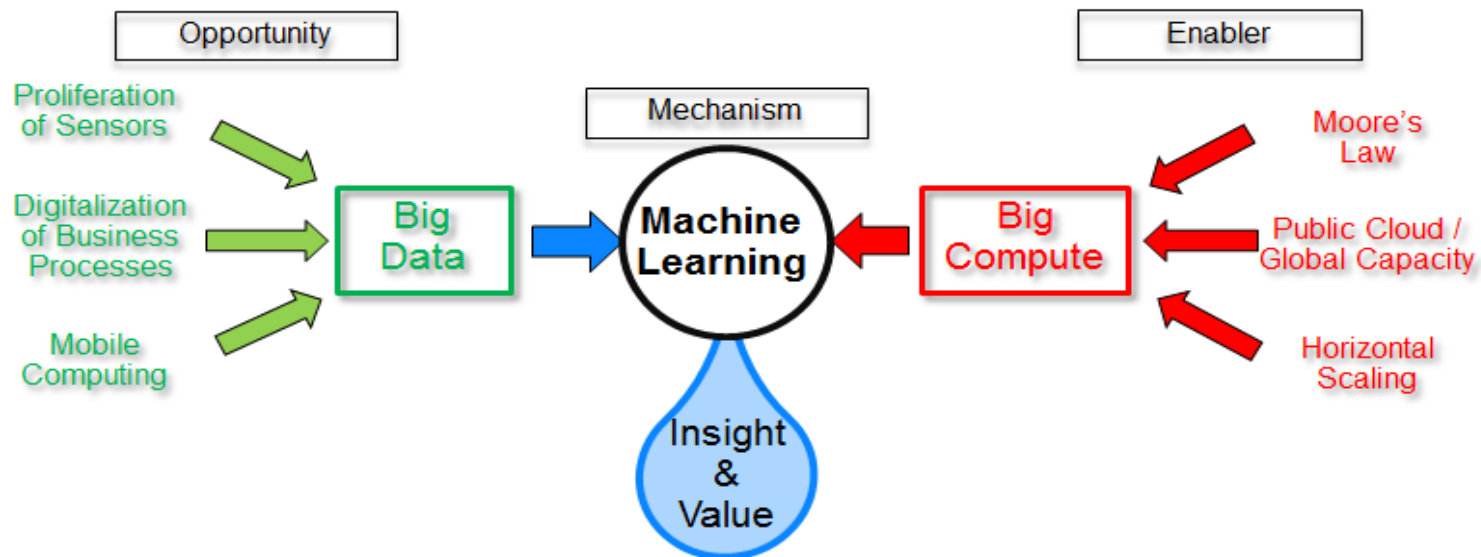 Opportunity
Enabler
Mechanism
Proliferation
of Sensors
Digitalization
of Business
Processes
Mobile
Computing
Big
Data
Machine
Learning
Big
Compute
Moore's
Law
Public Cloud /
Global Capacity
Horizontal
Scaling
Insight
&
Value